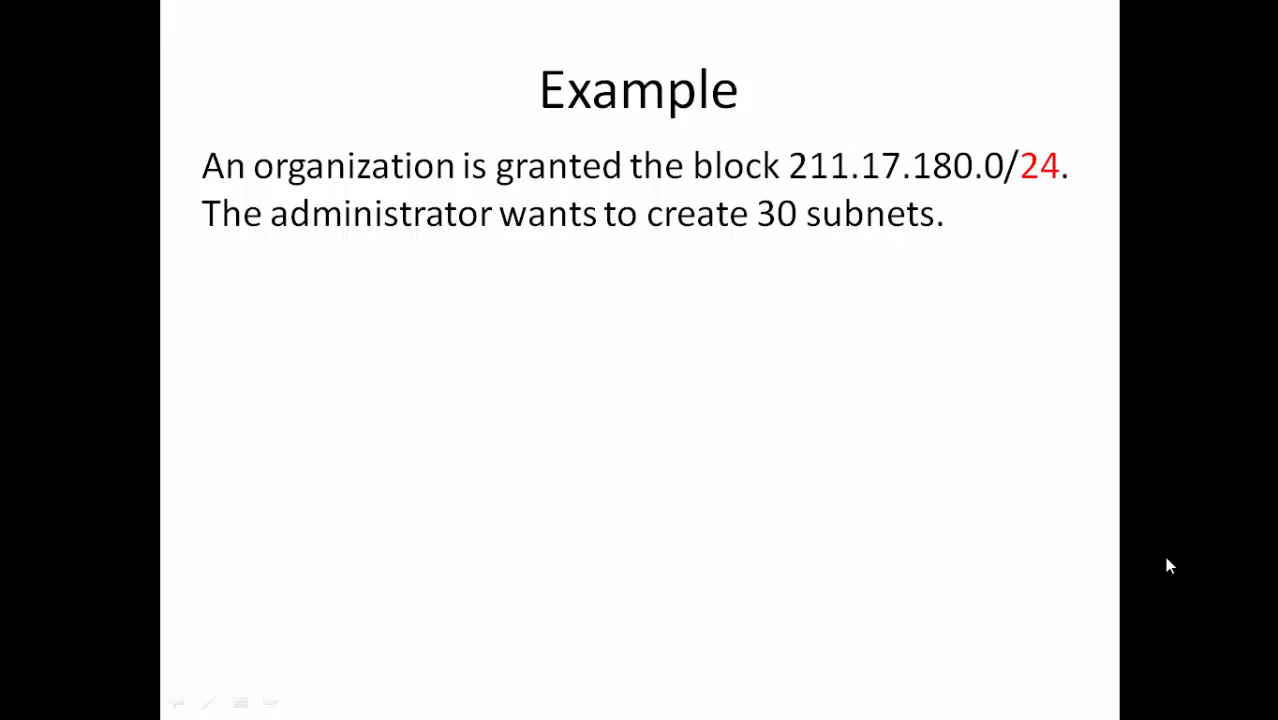 Example
An organization is granted the block 211.17.180.0/24.
The administrator wants to create 30 subnets.